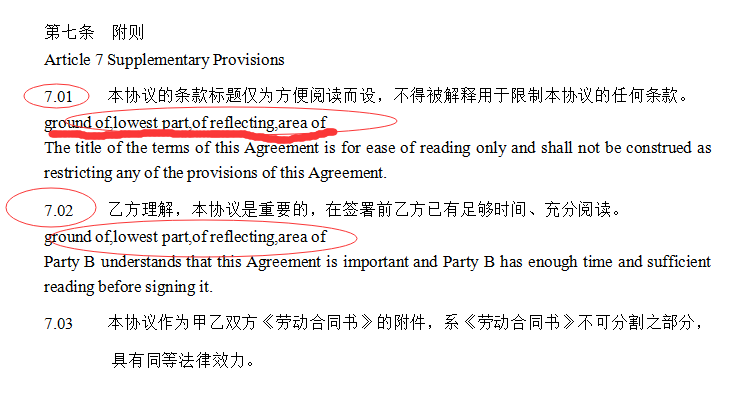 第七条 附则
Article 7 Supplementary Provisions
7.01 本协议的条款标题仅为方便阅读而设，不得被解释用于限制本协议的任何条款。
ground of,lowest part,of reflecting,area of
The title of the terms of this Agreement is for ease of reading only and shall not be construed as
restricting any of the provisions of this Agreement.
7.02 乙方理解，本协议是重要的，在签署前乙方已有足够时间、充分阅读。
ground of,lowest part,of reflecting,area of
Party B understands that this Agreement is important and Party B has enough time and sufficient
reading before signing it.
7.03 本协议作为甲乙双方《劳动合同书》的附件，系《劳动合同书》不可分割之部分，
具有同等法律效力。